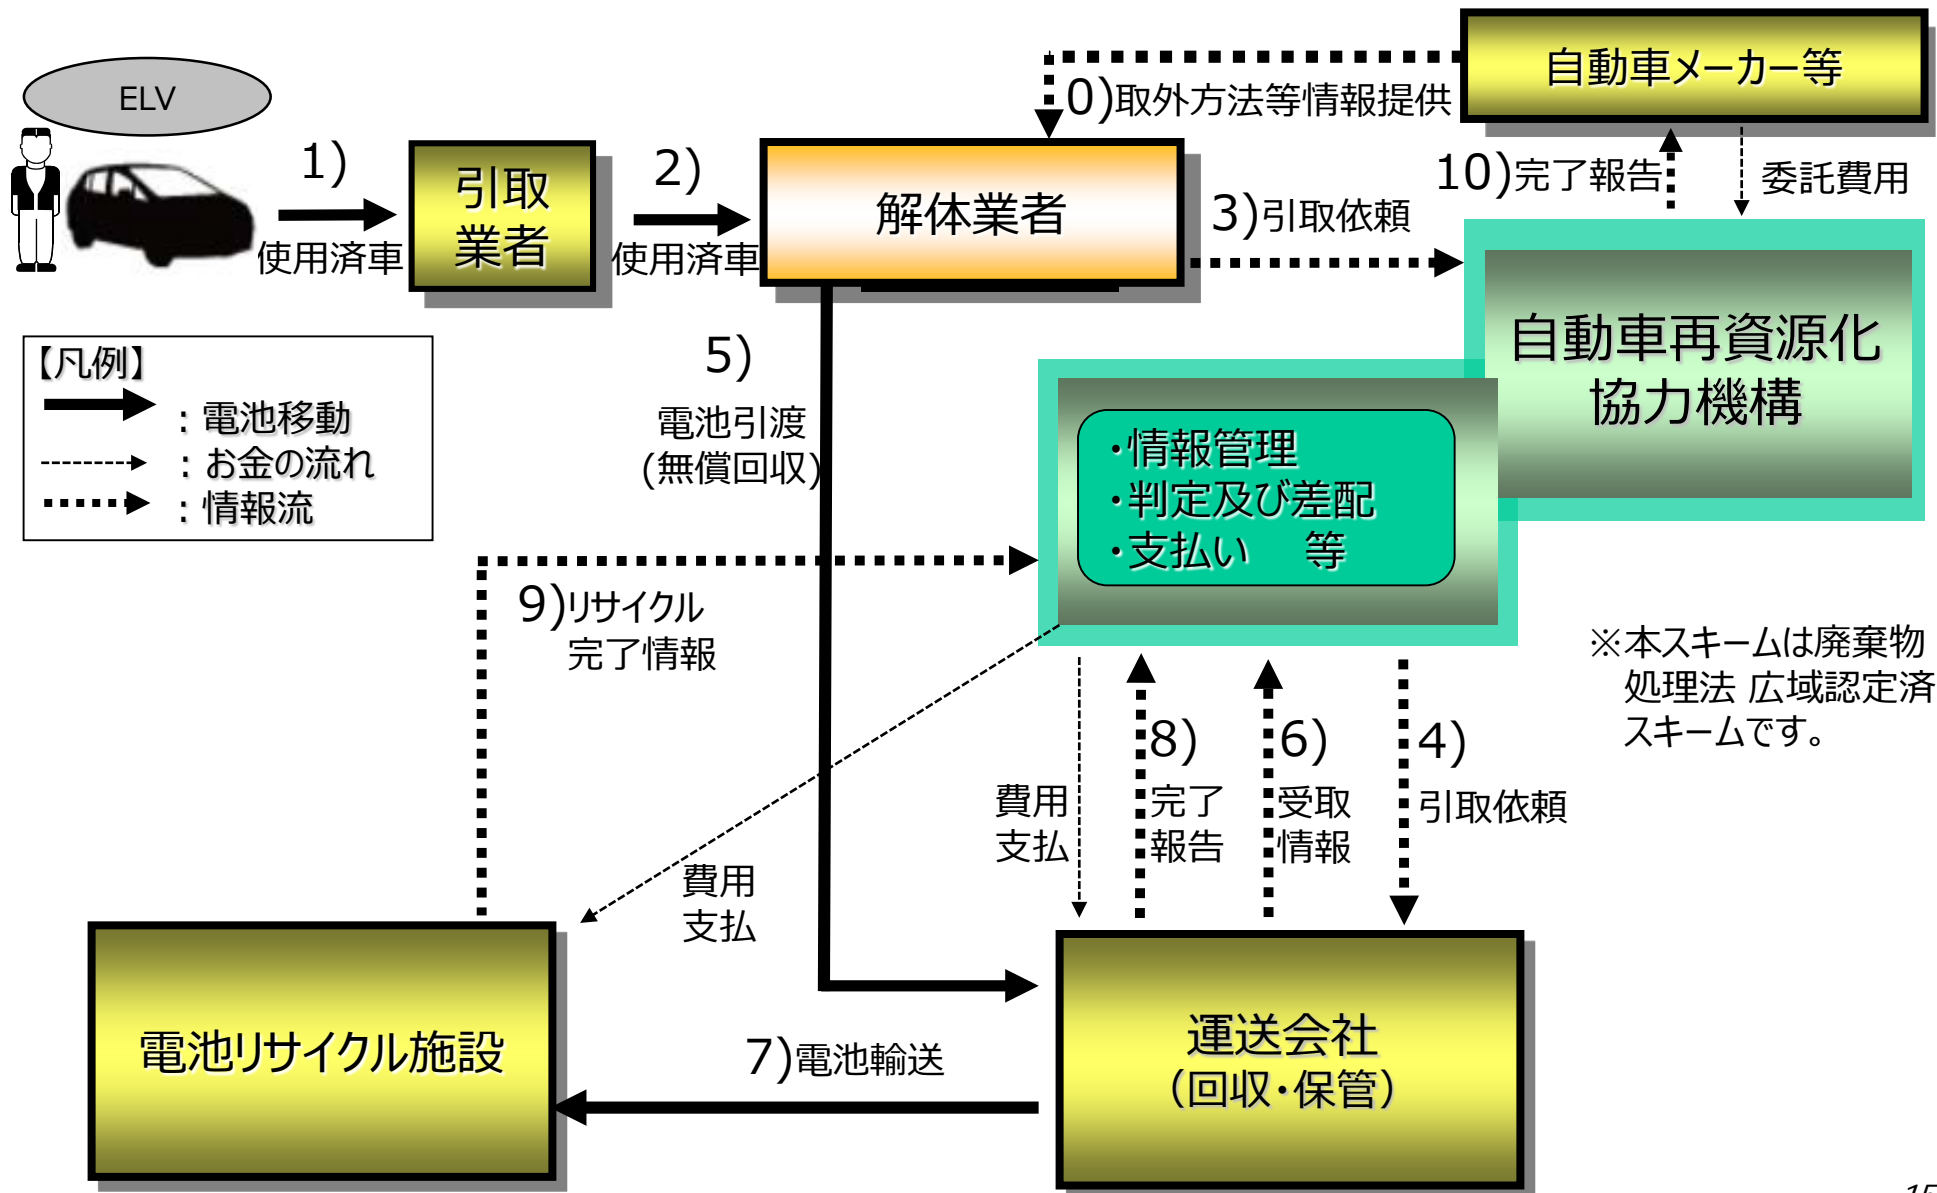 自動車メーカー等
ELV
0)取外方法等情報提供
1)
使用済車
引取
業者
2)
使用済車
解体業者
3)引取依頼
10)完了報告
委託費用
自動車再資源化
協力機構
【凡例】
：電池移動
：お金の流れ
：情報流
5)
電池引渡
(無償回収)
・情報管理
・判定及び差配
・支払い　等
9)リサイクル
完了情報
※本スキームは廃棄物
処理法 広域認定済
スキームです。
費用
支払
8)
完了
報告
6)
受取
情報
4)
引取依頼
費用
支払
電池リサイクル施設
7)電池輸送
運送会社
（回収・保管）